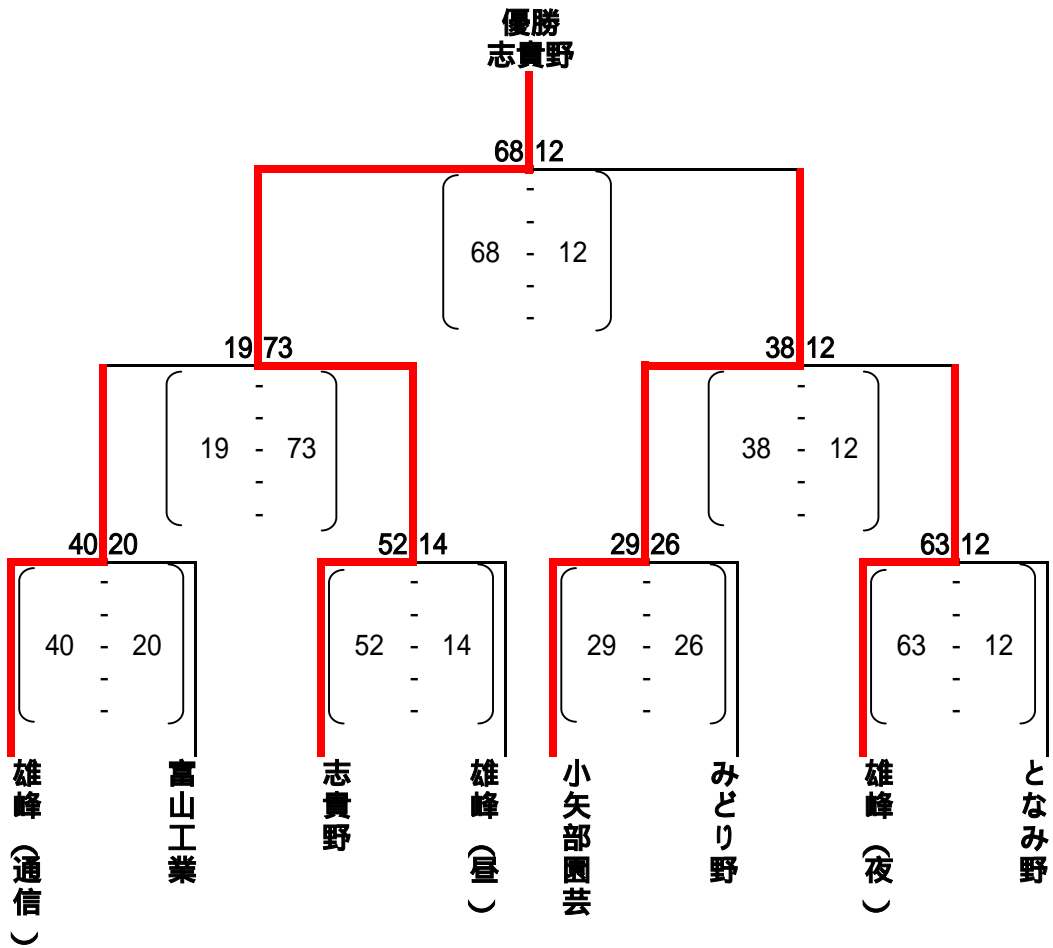 優勝
志貴野
68 12
-
-
68 - 12
-
-
19 73
38 12
-
-
19 - 73
-
-
-
-
38 - 12
-
-
40 20
52 14
29 26
63 12
-
-
40 - 20
-
-
-
-
52 - 14
-
-
-
-
29 - 26
-
-
-
-
63 - 12
-
-
雄峰（通信）
富山工業
志貴野
雄峰（昼）
小矢部園芸
みどり野
雄峰（夜）
となみ野